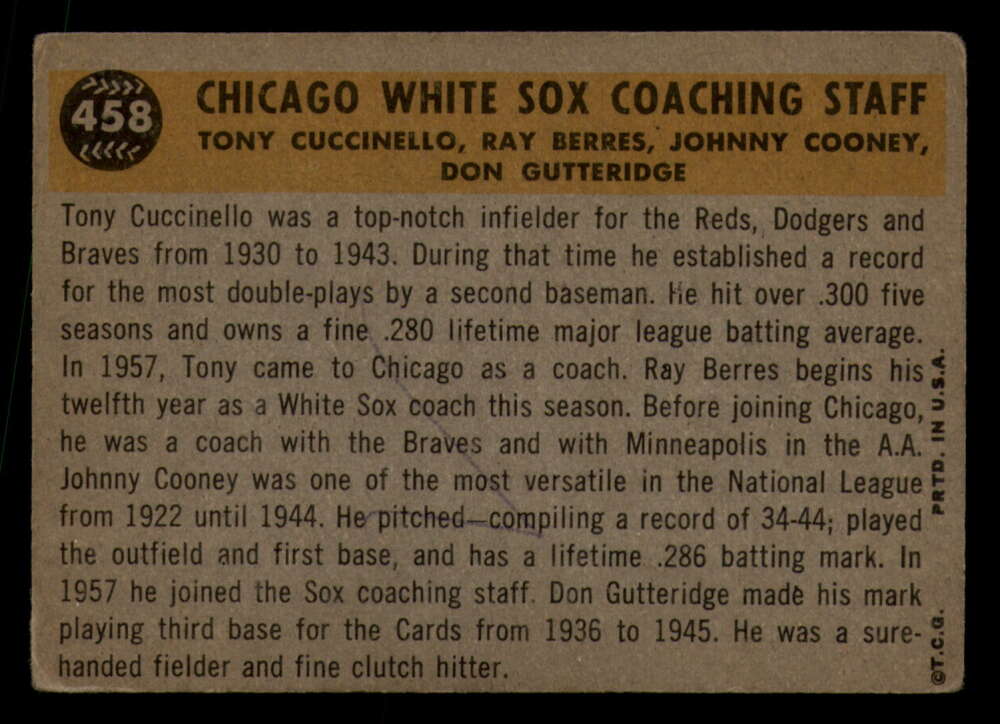 458
CHICAGO WHITE SOX COACHING STAFF
TONY CUCCINELLO, RAY BERRES, JOHNNY COONEY,
DON GUTTERIDGE
Tony Cuccinello was a top-notch infielder for the Reds, Dodgers and
Braves from 1930 to 1943. During that time he established a record
for the most double-plays by a second baseman. He hit over .300 five
seasons and owns a fine .280 lifetime major league batting average.
In 1957, Tony came to Chicago as a coach. Ray Berres begins his
twelfth year as a White Sox coach this season. Before joining Chicago,
he was a coach with the Braves and with Minneapolis in the A.A.
Johnny Cooney was one of the most versatile in the National League
from 1922 until 1944. He pitched—compiling a record of 34-44; played
the outfield and first base, and has a lifetime .286 batting mark. In
1957 he joined the Sox coaching staff. Don Gutteridge made his mark
playing third base for the Cards from 1936 to 1945. He was a sure-
handed fielder and fine clutch hitter.
©T.C.G. PRTD. IN U.S.A.